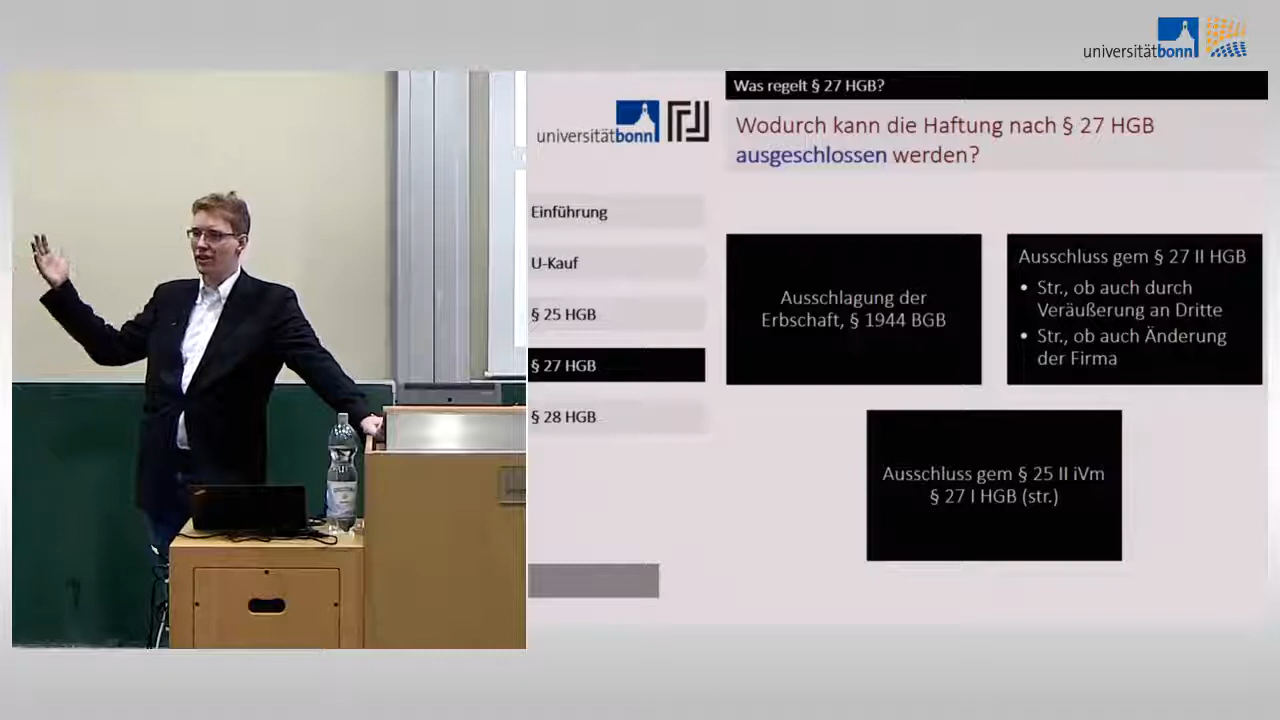 universitätbonn
Was regelt § 27 HGB?
universitätbonn
Wodurch kann die Haftung nach § 27 HGB
ausgeschlossen werden?
Einführung
U-Kauf
§ 25 HGB
§ 27 HGB
§ 28 HGB
Ausschlagung der
Erbschaft, § 1944 BGB
Ausschluss gem § 27 II HGB
• Str., ob auch durch
Veräußerung an Dritte
• Str., ob auch Änderung
der Firma
Ausschluss gem § 25 II iVm
§ 27 I HGB (str.)